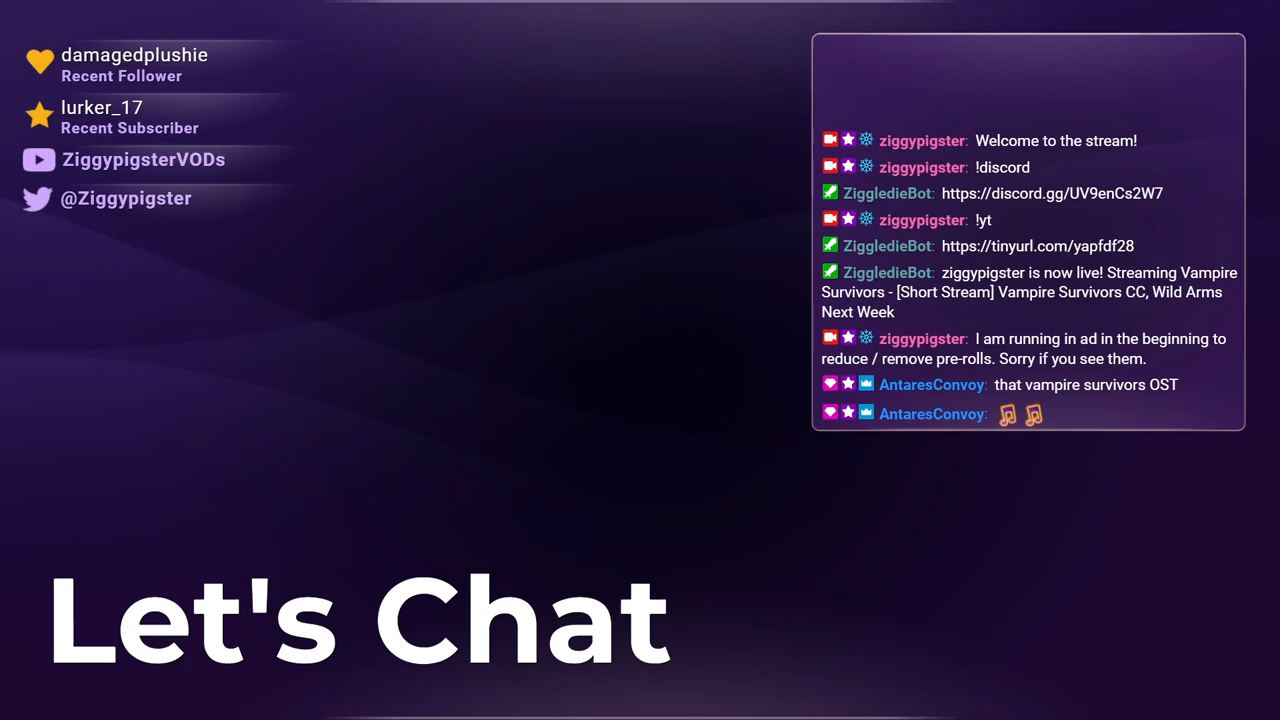 damagedplushie
Recent Follower
lurker_17
Recent Subscriber
ZiggypigsterVODs
@Ziggypigster
ziggypigster: Welcome to the stream!
ziggypigster: !discord
ZiggledieBot: https://discord.gg/UV9enCs2W7
ziggypigster: !yt
ZiggledieBot: https://tinyurl.com/yapfdf28
ZiggledieBot: ziggypigster is now live! Streaming Vampire
Survivors - [Short Stream] Vampire Survivors CC, Wild Arms
Next Week
ziggypigster: I am running in ad in the beginning to
reduce / remove pre-rolls. Sorry if you see them.
AntaresConvoy: that vampire survivors OST
AntaresConvoy:
Let's Chat